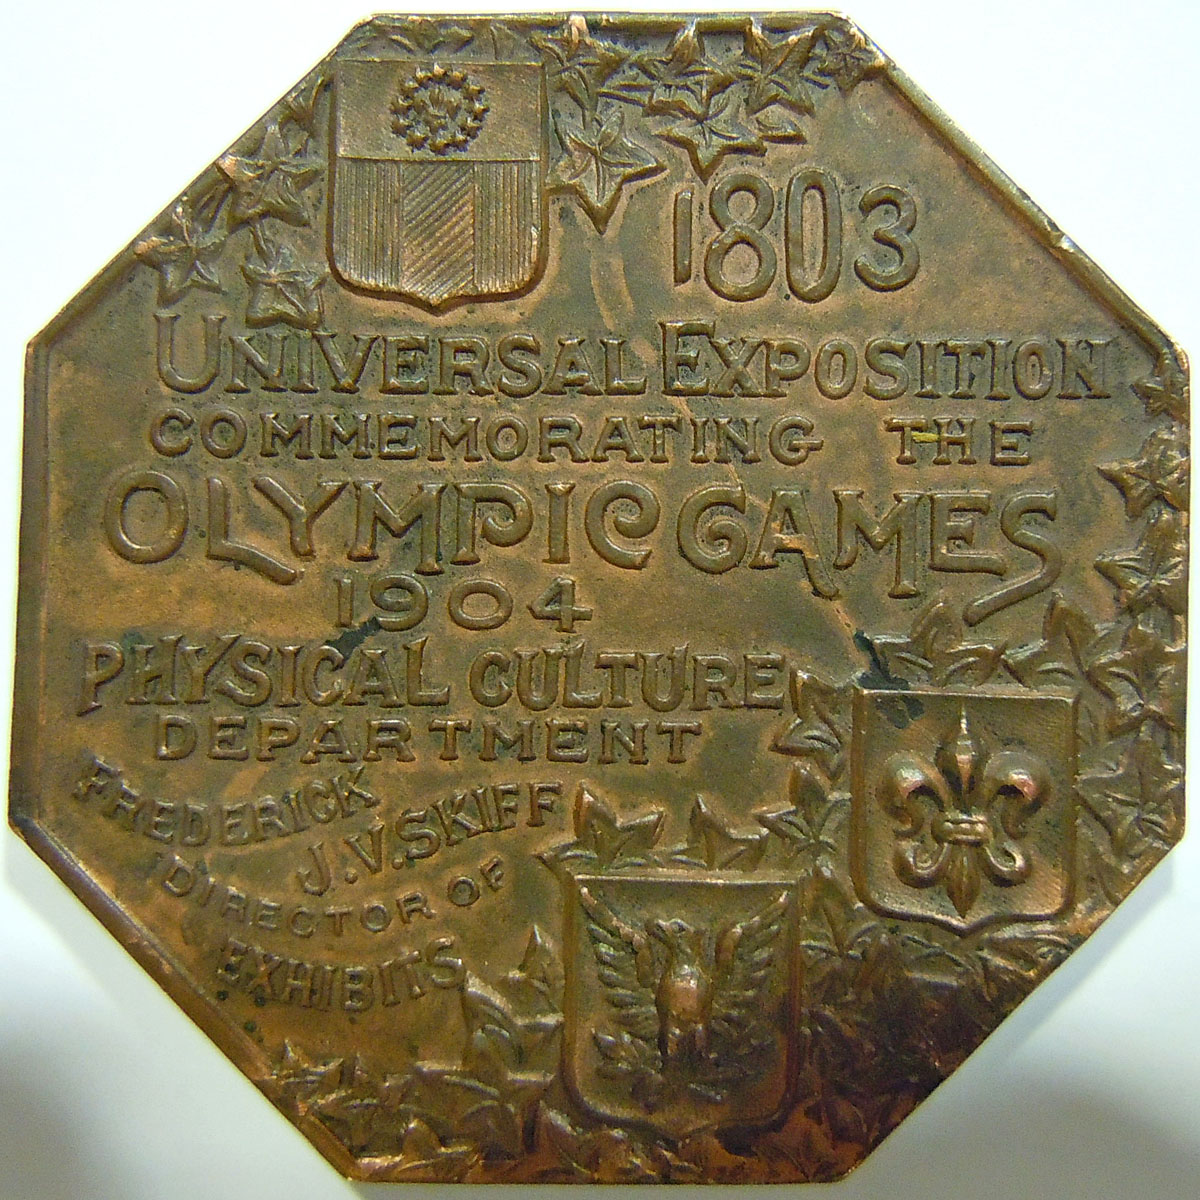 1803
UNIVERSAL EXPOSITION
COMMEMORATING THE
OLYMPIC GAMES
1904
PHYSICAL CULTURE
DEPARTMENT
FREDERICK
J.V. SKIFF
DIRECTOR OF
EXHIBITS